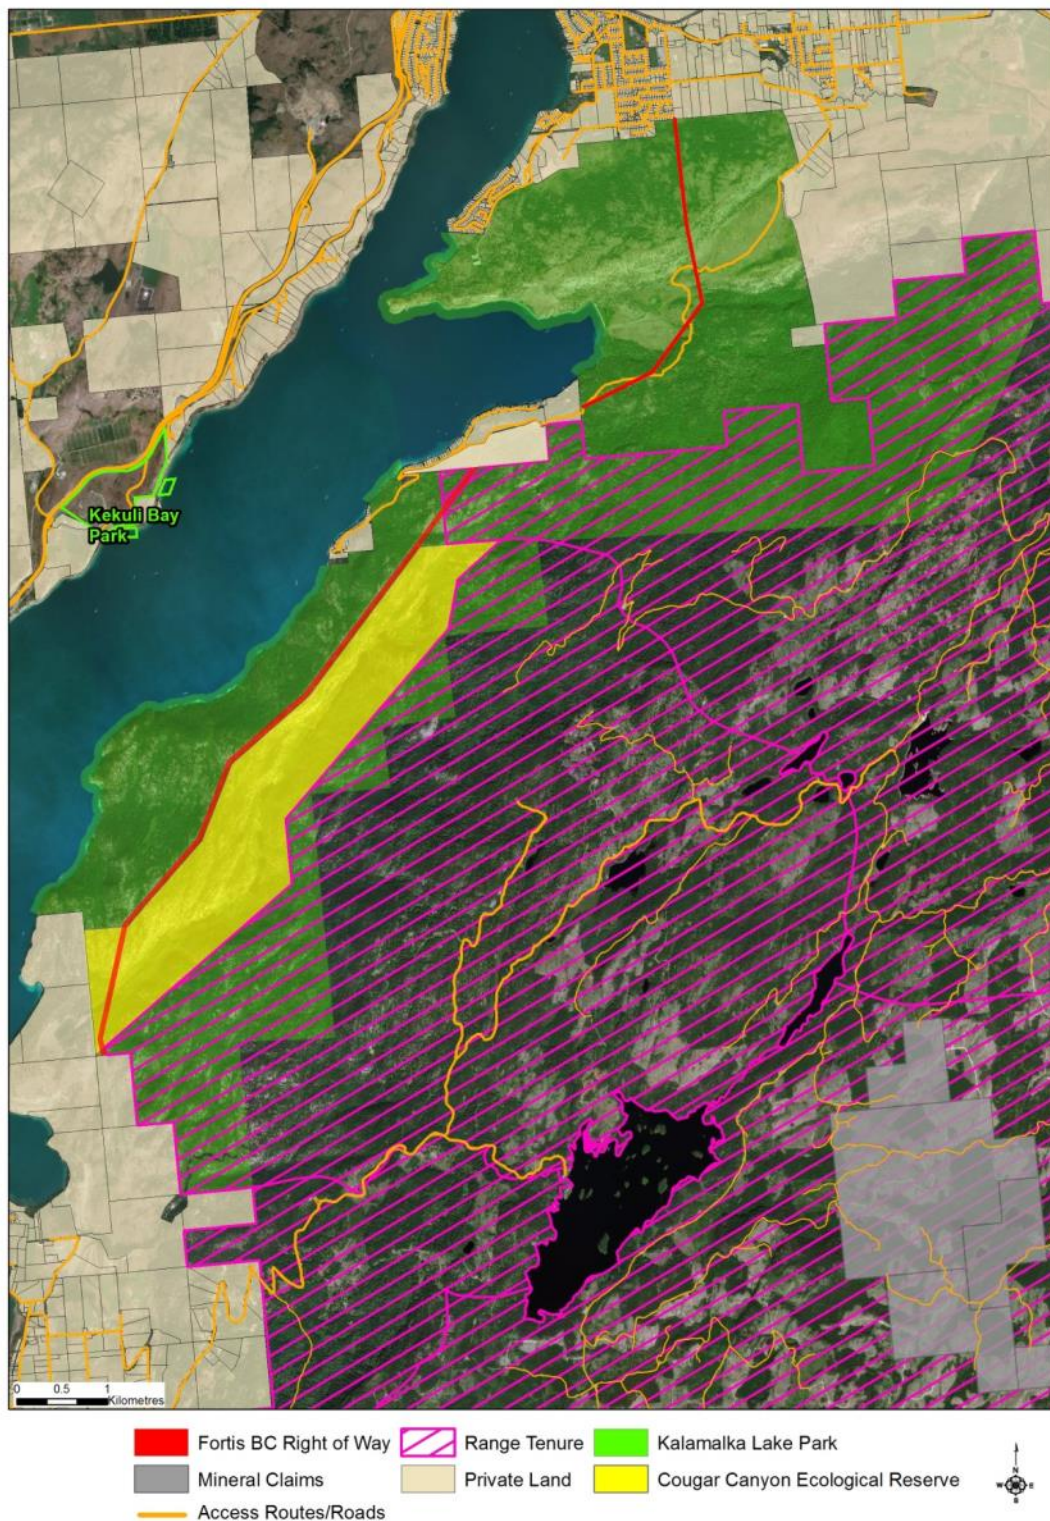 Kekuli Bay
Park
0 0.5 1
Kilometres
Fortis BC Right of Way
Range Tenure
Kalamalka Lake Park
Mineral Claims
Private Land
Cougar Canyon Ecological Reserve
Access Routes/Roads
N
W E
S